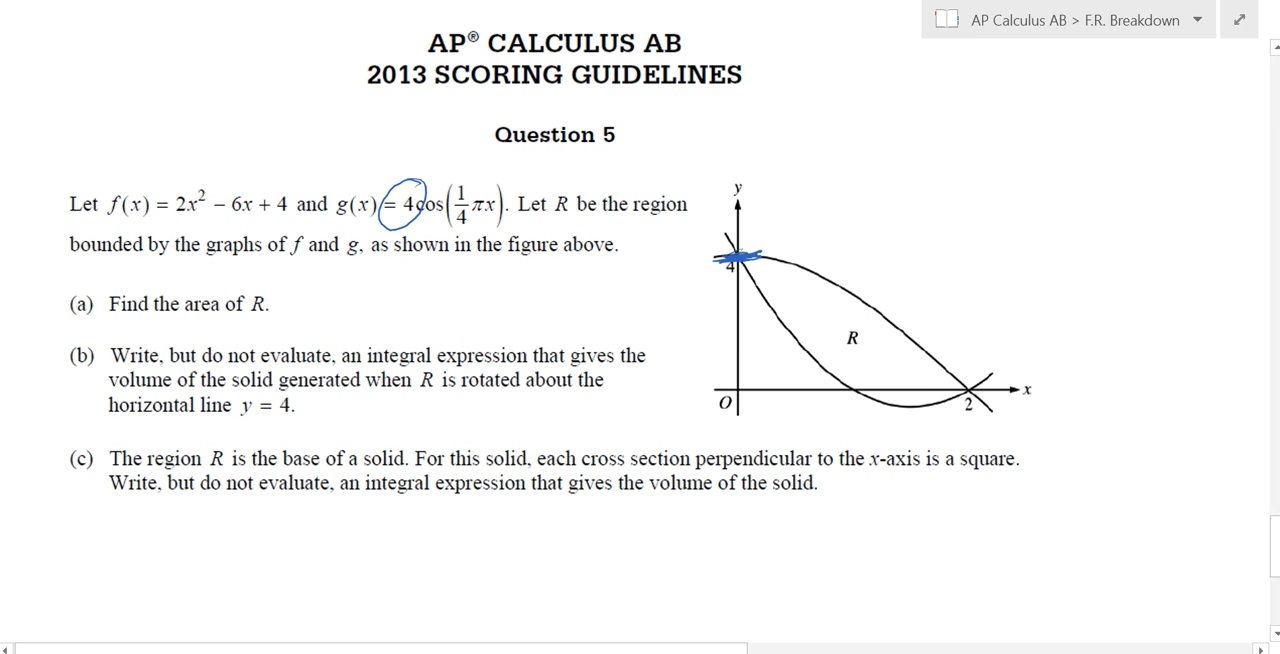 AP Calculus AB > F.R. Breakdown
AP® CALCULUS AB
2013 SCORING GUIDELINES
Question 5
Let f(x) = 2x² − 6x + 4 and g(x) = 4cos(1/4 πx). Let R be the region
bounded by the graphs of f and g, as shown in the figure above.
(a) Find the area of R.
(b) Write, but do not evaluate, an integral expression that gives the
volume of the solid generated when R is rotated about the
horizontal line y = 4.
(c) The region R is the base of a solid. For this solid, each cross section perpendicular to the x-axis is a square.
Write, but do not evaluate, an integral expression that gives the volume of the solid.
y
4
R
O
2
x